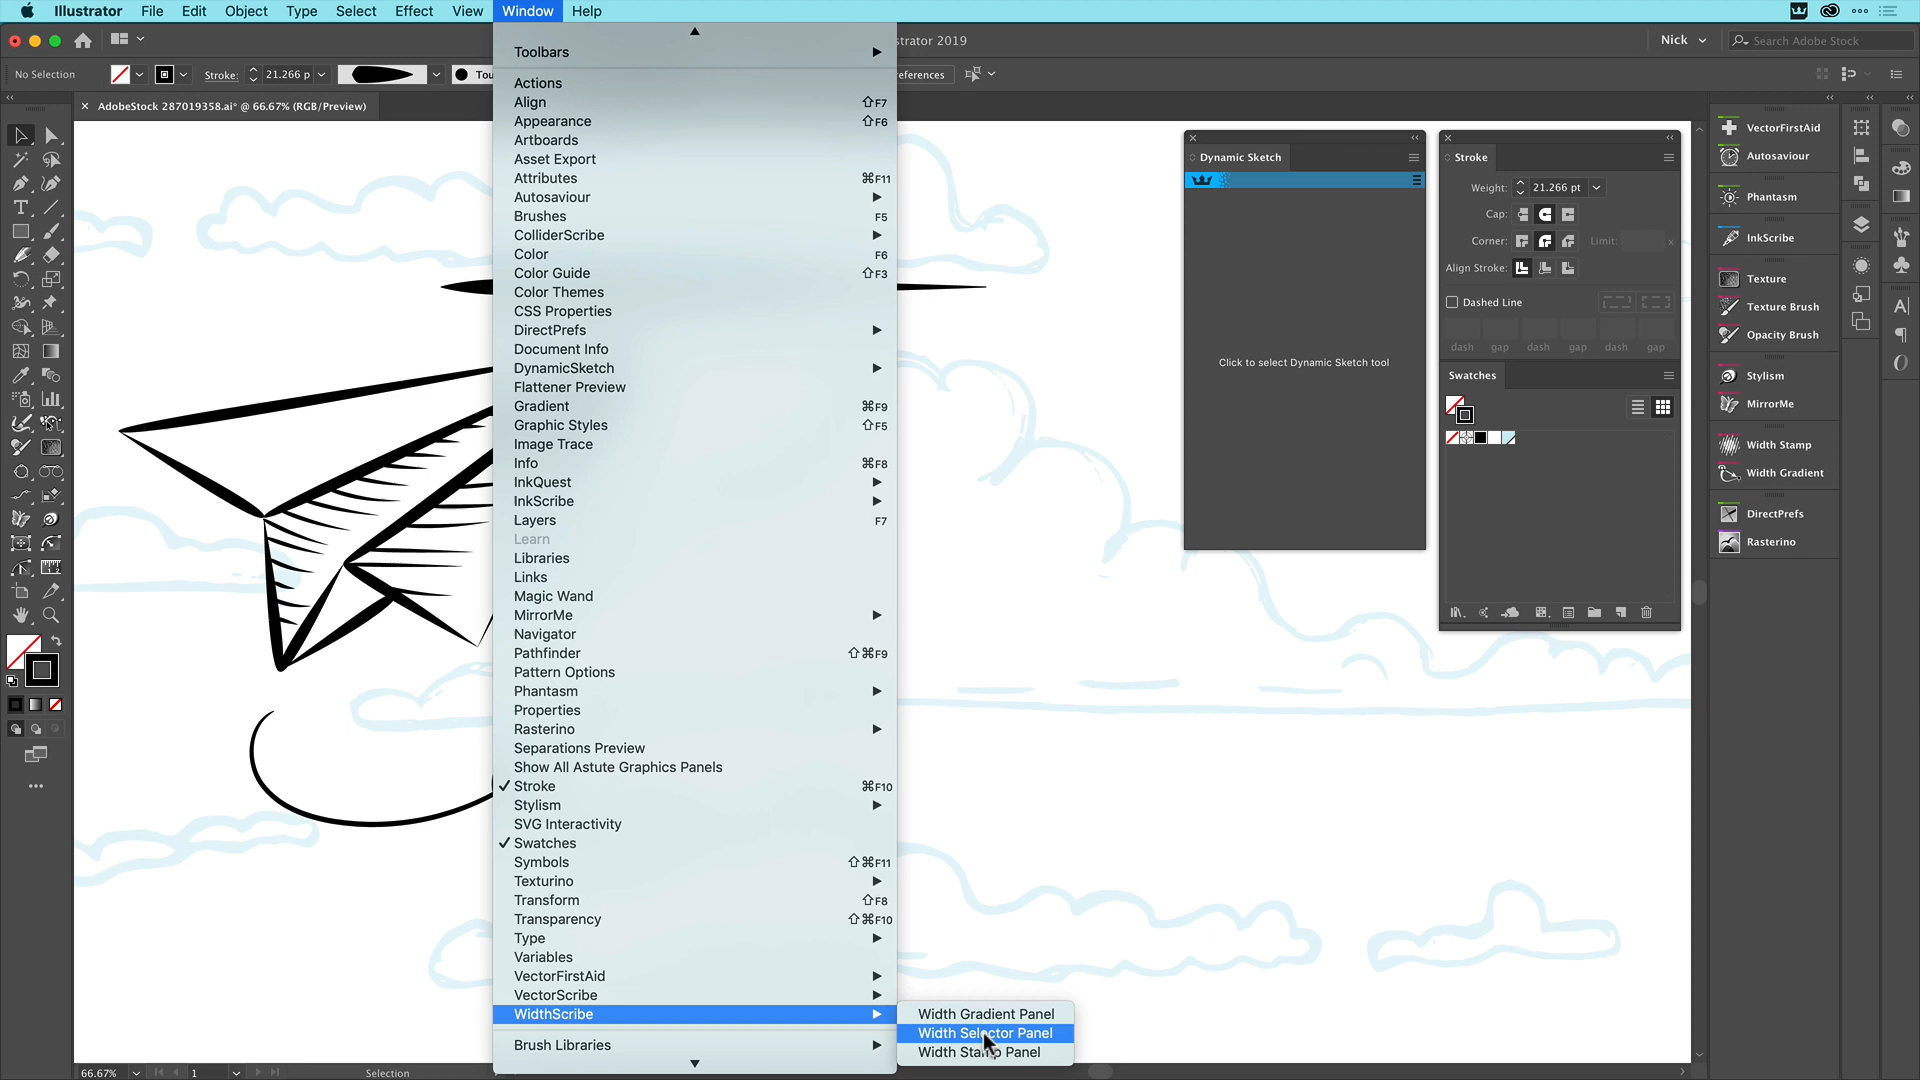 Illustrator File Edit Object Type Select Effect View Window Help
strator 2019
Nick
Search Adobe Stock
No Selection
Stroke:
21.266 p
Tou
references
AdobeStock 287019358.ai* @ 66.67% (RGB/Preview)
Toolbars
Actions
Align ⇧F7
Appearance ⇧F6
Artboards
Asset Export
Attributes ⌘F11
Autosaviour
Brushes F5
ColliderScribe
Color F6
Color Guide ⇧F3
Color Themes
CSS Properties
DirectPrefs
Document Info
DynamicSketch
Flattener Preview
Gradient ⌘F9
Graphic Styles ⇧F5
Image Trace
Info ⌘F8
InkQuest
InkScribe
Layers F7
Learn
Libraries
Links
Magic Wand
MirrorMe
Navigator
Pathfinder ⇧⌘F9
Pattern Options
Phantasm
Properties
Rasterino
Separations Preview
Show All Astute Graphics Panels
✓ Stroke ⌘F10
Stylism
SVG Interactivity
✓ Swatches
Symbols ⇧⌘F11
Texturino
Transform ⇧F8
Transparency ⇧⌘F10
Type
Variables
VectorFirstAid
VectorScribe
WidthScribe
Brush Libraries
Width Gradient Panel
Width Selector Panel
Width Stamp Panel
Dynamic Sketch
Click to select Dynamic Sketch tool
Stroke
Weight: 21.266 pt
Cap:
Corner: Limit: x
Align Stroke:
Dashed Line
dash gap dash gap dash gap
Swatches
VectorFirstAid
Autosaviour
Phantasm
InkScribe
Texture
Texture Brush
Opacity Brush
Stylism
MirrorMe
Width Stamp
Width Gradient
DirectPrefs
Rasterino
66.67%
1
Selection